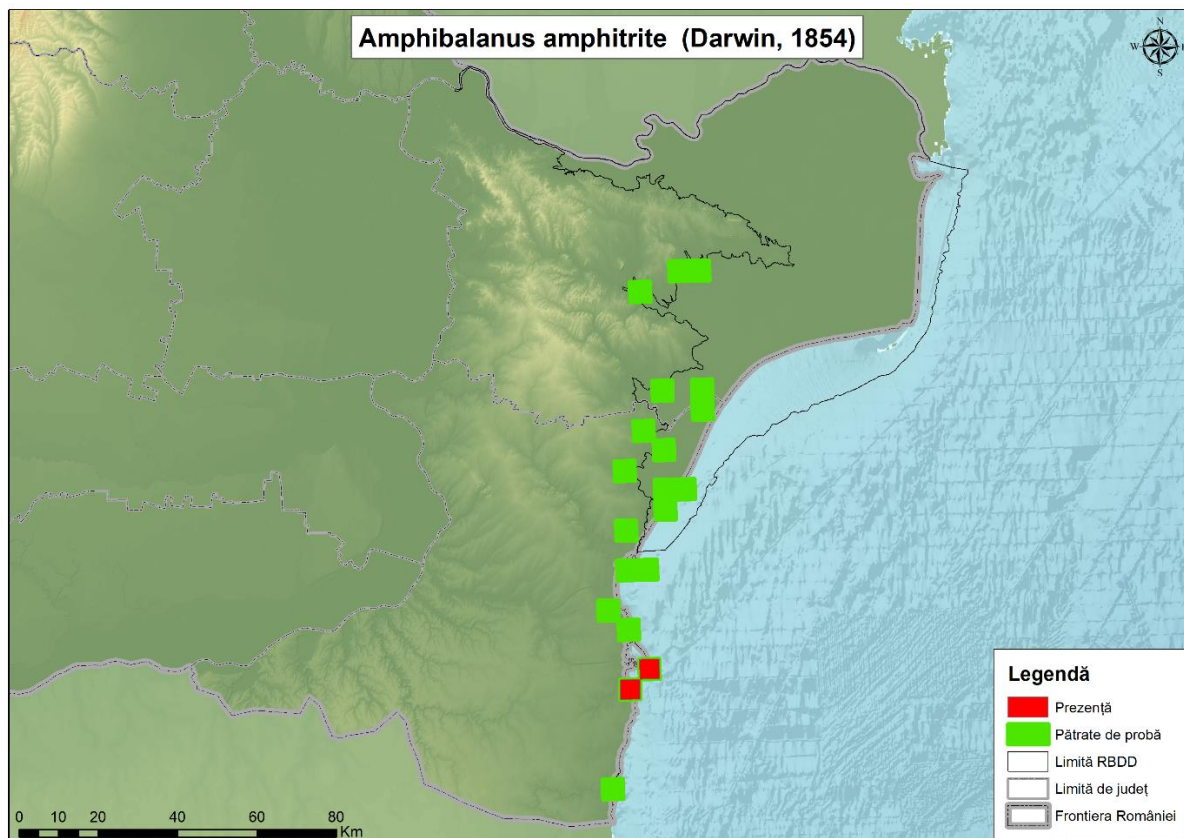 Amphibalanus amphitrite (Darwin, 1854)
N
W
E
S
Legendă
Prezență
Pătrate de probă
Limită RBDD
Limită de județ
Frontiera României
0 10 20 40 60 80
Km